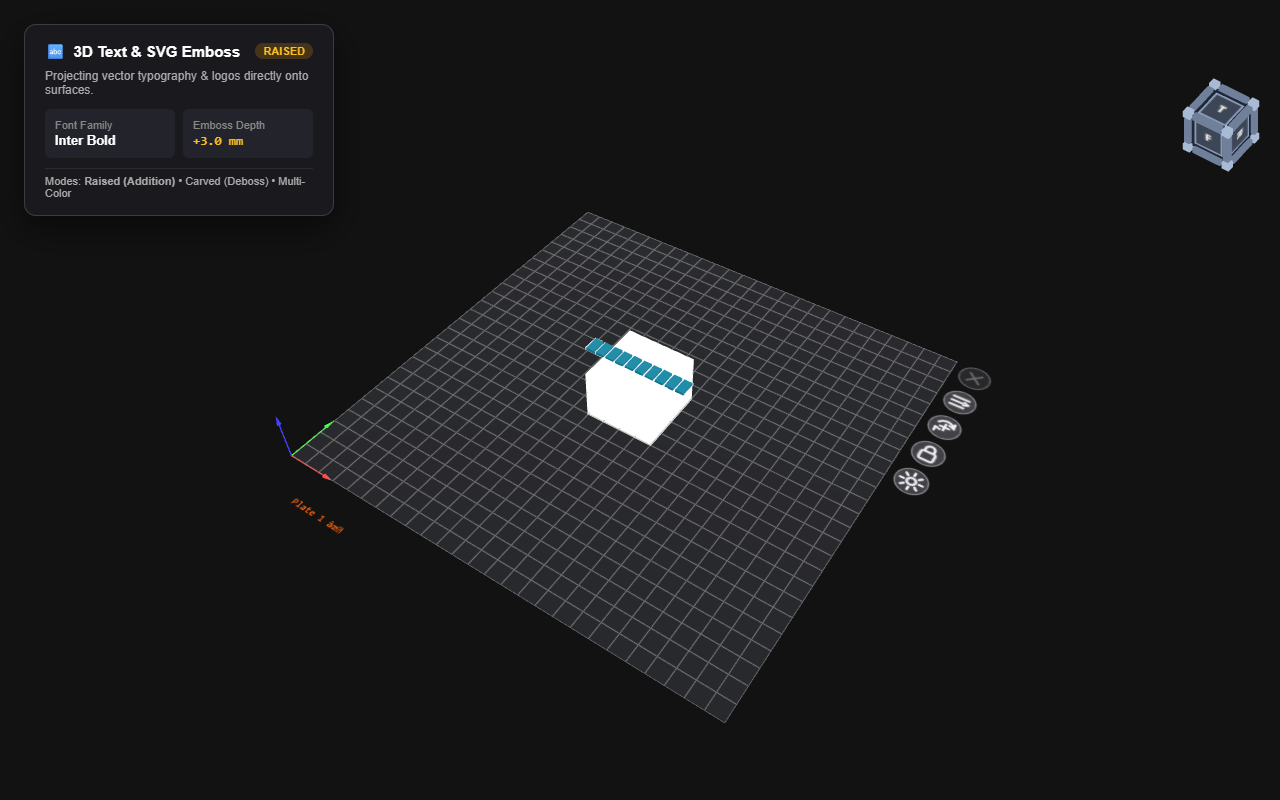 abc 3D Text & SVG Emboss RAISED
Projecting vector typography & logos directly onto
surfaces.
Font Family
Inter Bold
Emboss Depth
+3.0 mm
Modes: Raised (Addition) • Carved (Deboss) • Multi-
Color
T
F
Plate 1